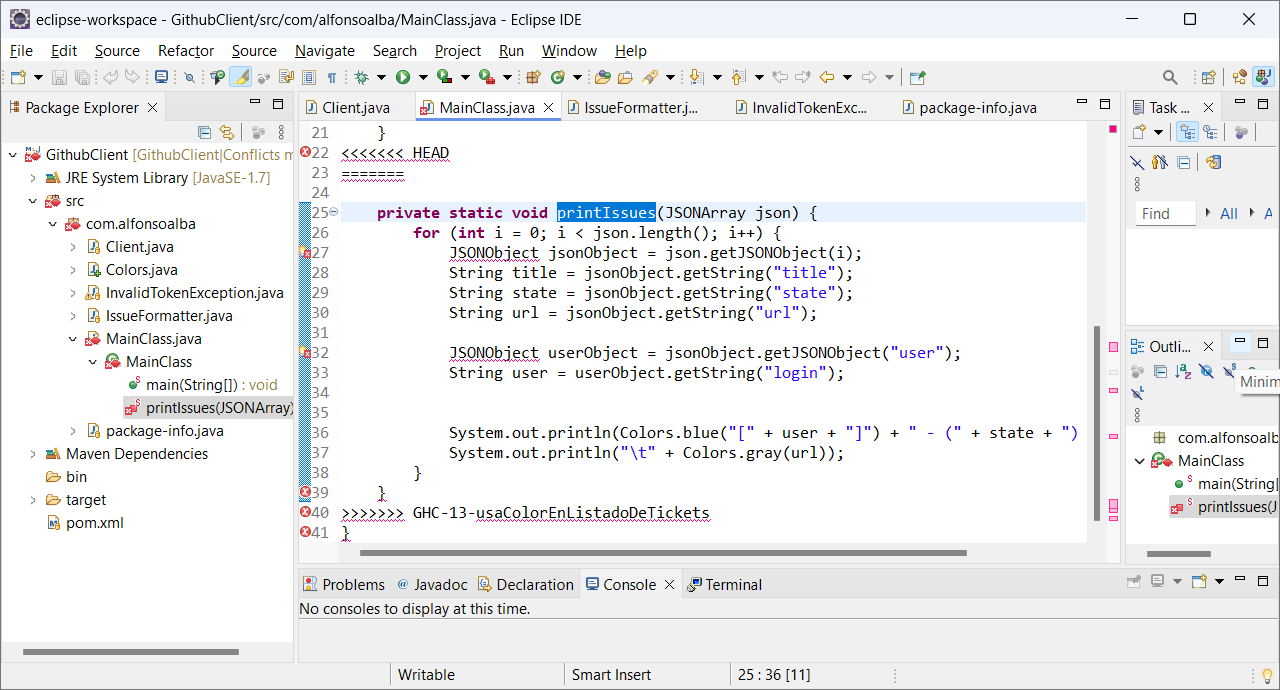 eclipse-workspace - GithubClient/src/com/alfonsoalba/MainClass.java - Eclipse IDE
File Edit Source Refactor Source Navigate Search Project Run Window Help
Package Explorer
GithubClient [GithubClient|Conflicts m
JRE System Library [JavaSE-1.7]
src
com.alfonsoalba
Client.java
Colors.java
InvalidTokenException.java
IssueFormatter.java
MainClass.java
MainClass
main(String[]) : void
printIssues(JSONArray)
package-info.java
Maven Dependencies
bin
target
pom.xml
Client.java MainClass.java IssueFormatter.j... InvalidTokenExc... package-info.java
21 }
22 <<<<<<< HEAD
23 =======
24
25 private static void printIssues(JSONArray json) {
26 for (int i = 0; i < json.length(); i++) {
27 JSONObject jsonObject = json.getJSONObject(i);
28 String title = jsonObject.getString("title");
29 String state = jsonObject.getString("state");
30 String url = jsonObject.getString("url");
31
32 JSONObject userObject = jsonObject.getJSONObject("user");
33 String user = userObject.getString("login");
34
35
36 System.out.println(Colors.blue("[" + user + "]") + " - (" + state + ")
37 System.out.println("\t" + Colors.gray(url));
38 }
39 }
40 >>>>>>> GHC-13-usaColorEnListadoDeTickets
41 }
Task ...
Find All A
Outli...
Minim
com.alfonsoalb
MainClass
main(String[
printIssues(J
Problems Javadoc Declaration Console Terminal
No consoles to display at this time.
Writable Smart Insert 25 : 36 [11]